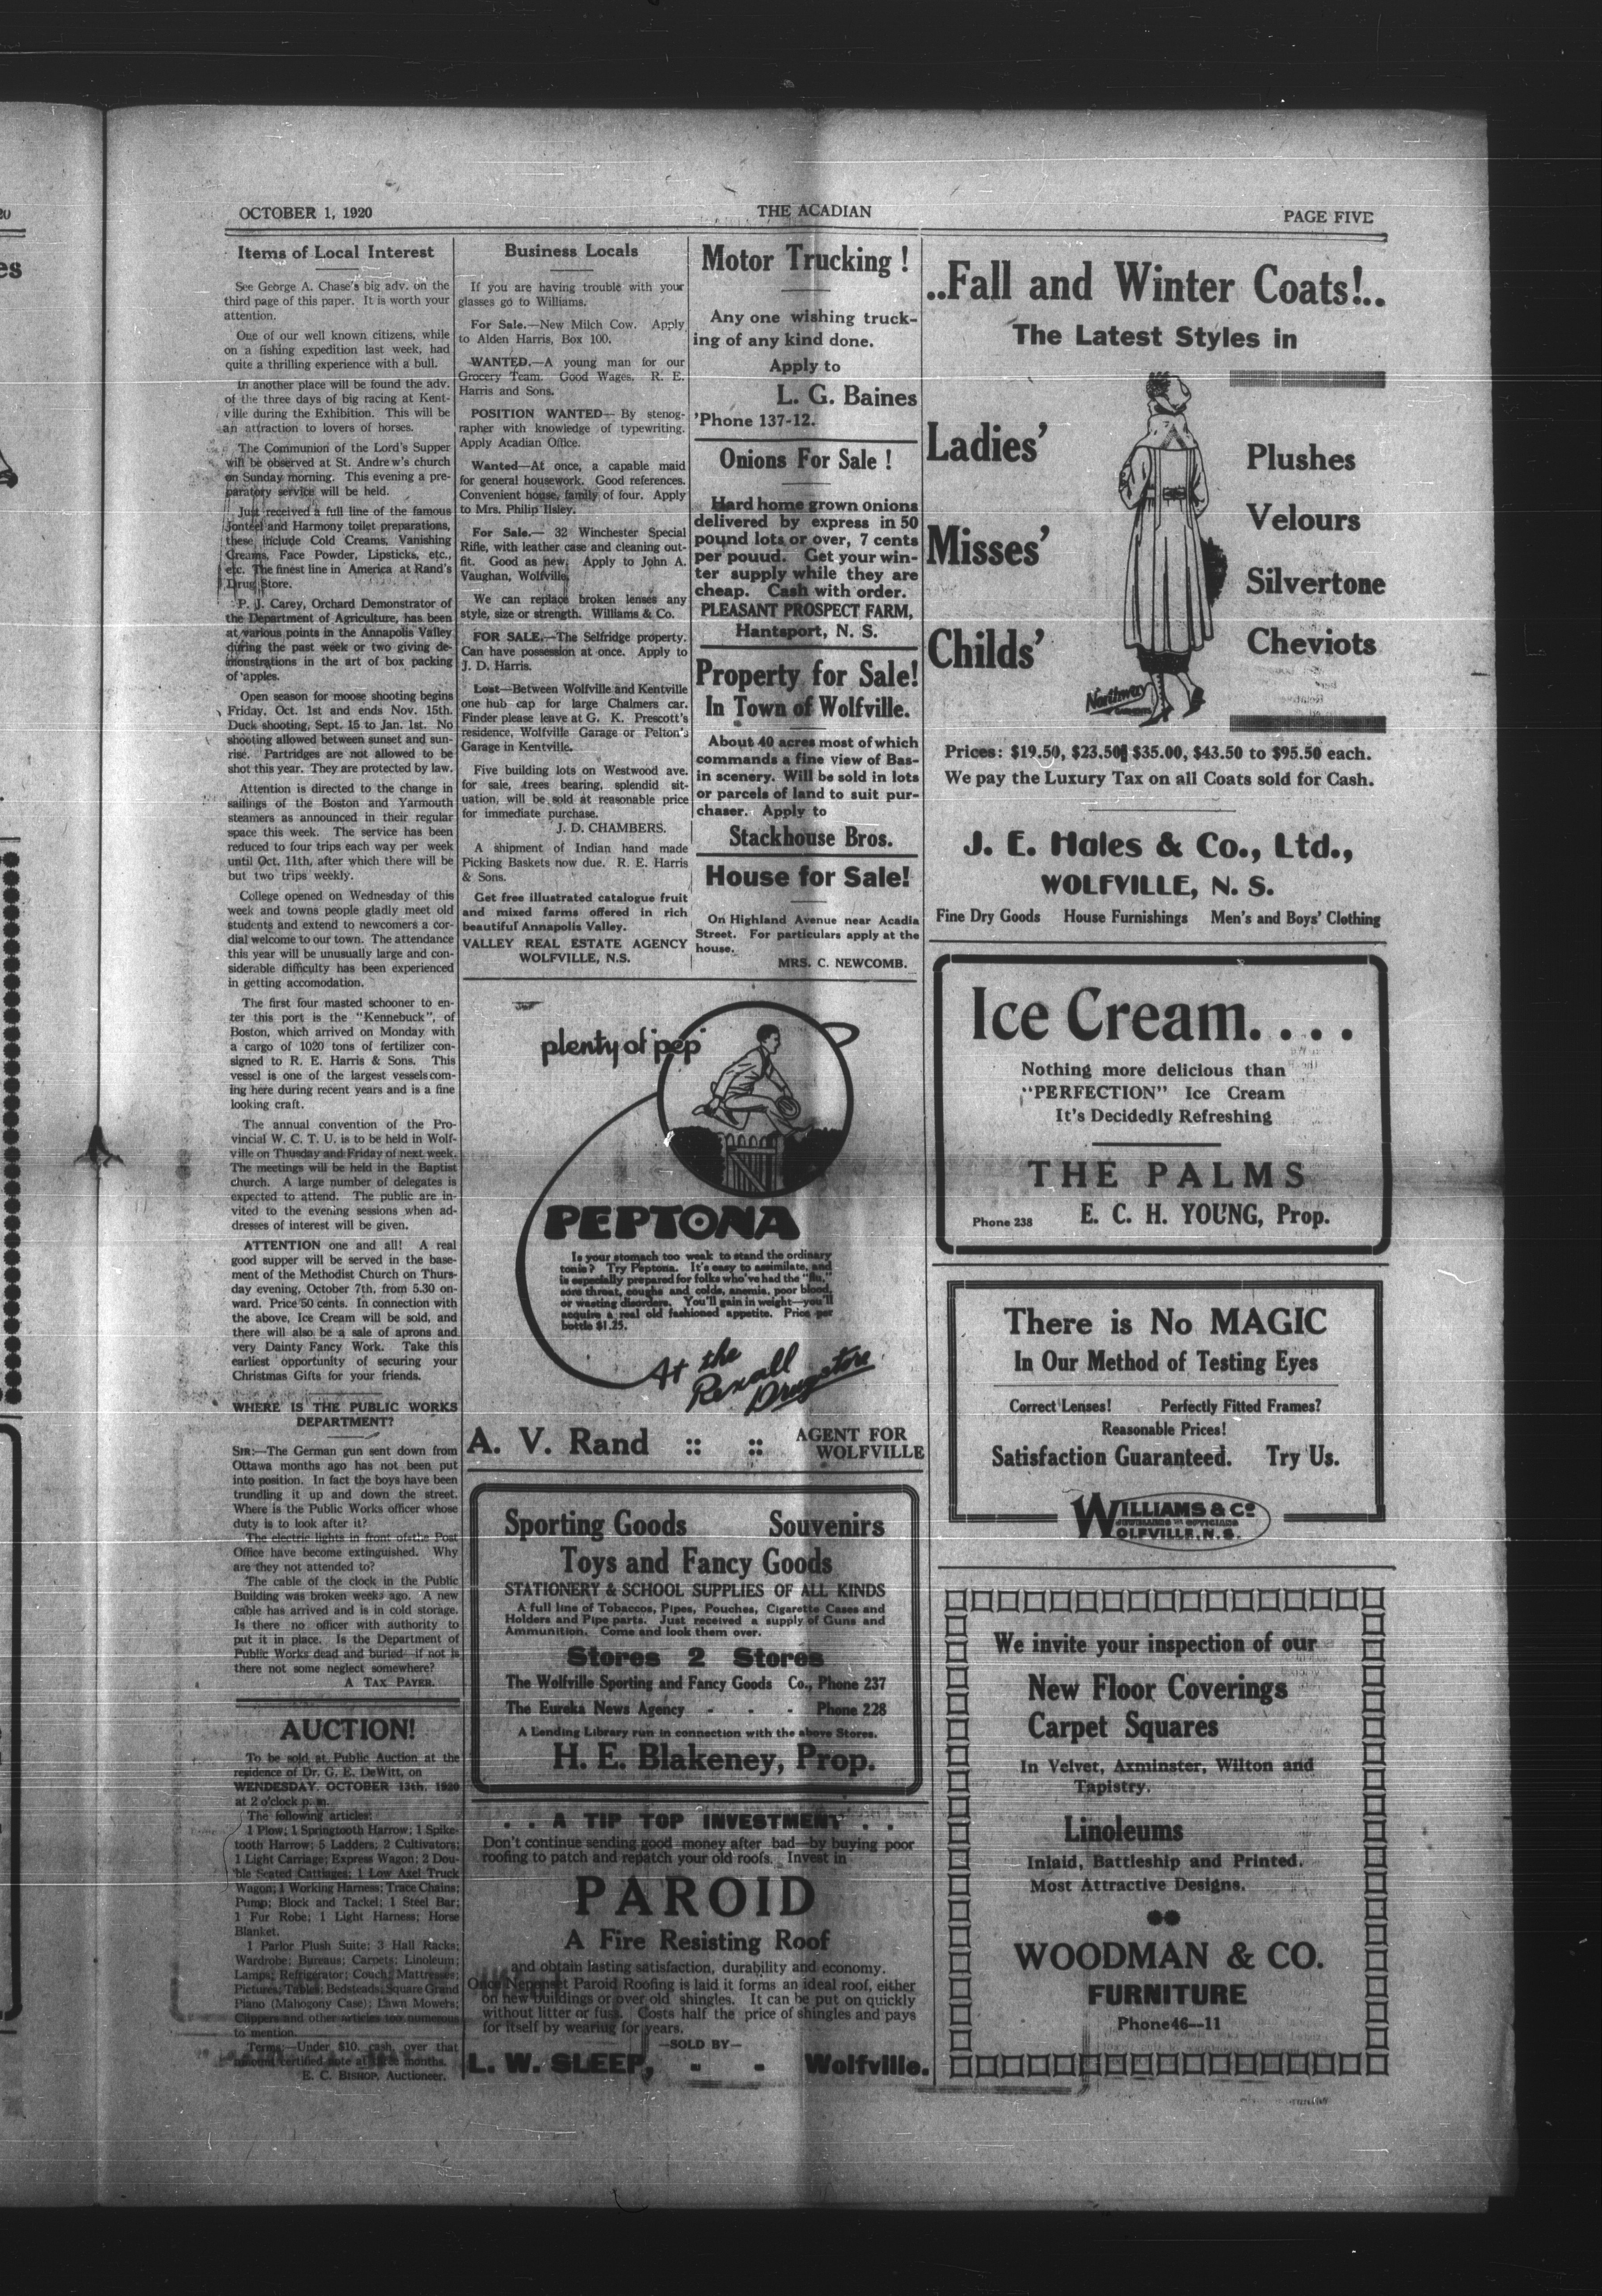 OCTOBER 1, 1920
THE ACADIAN
PAGE FIVE
Items of Local Interest
See George A. Chase's big adv. on the
third page of this paper. It is worth your
attention.
One of our well known citizens, while
on a fishing expedition last week, had
quite a thrilling experience with a bull.
In another place will be found the adv.
of the three days of big racing at Kent-
ville during the Exhibition. This will be
an attraction to lovers of horses.
The Communion of the Lord's Supper
will be observed at St. Andrew's church
on Sunday morning. This evening a pre-
paratory service will be held.
Just received a full line of the famous
Jonteel and Harmony toilet preparations,
these include Cold Creams, Vanishing
Creams, Face Powder, Lipsticks, etc.,
etc. The finest line in America at Rand's
Drug Store.
P. J. Carey, Orchard Demonstrator of
the Department of Agriculture, has been
at various points in the Annapolis Valley
during the past week or two giving de-
monstrations in the art of box packing
of apples.
Open season for moose shooting begins
Friday, Oct. 1st and ends Nov. 15th.
Duck shooting, Sept. 15 to Jan. 1st. No
shooting allowed between sunset and sun-
rise. Partridges are not allowed to be
shot this year. They are protected by law.
Attention is directed to the change in
sailings of the Boston and Yarmouth
steamers as announced in their regular
space this week. The service has been
reduced to four trips each way per week
until Oct. 11th, after which there will be
but two trips weekly.
College opened on Wednesday of this
week and towns people gladly meet old
students and extend to newcomers a cor-
dial welcome to our town. The attendance
this year will be unusually large and con-
siderable difficulty has been experienced
in getting accomodation.
The first four masted schooner to en-
ter this port is the "Kennebuck", of
Boston, which arrived on Monday with
a cargo of 1020 tons of fertilizer con-
signed to R. E. Harris & Sons. This
vessel is one of the largest vessels com-
ing here during recent years and is a fine
looking craft.
The annual convention of the Pro-
vincial W. C. T. U. is to be held in Wolf-
ville on Thusday and Friday of next week.
The meetings will be held in the Baptist
church. A large number of delegates is
expected to attend. The public are in-
vited to the evening sessions when ad-
dresses of interest will be given.
ATTENTION one and all! A real
good supper will be served in the base-
ment of the Methodist Church on Thurs-
day evening, October 7th, from 5.30 on-
ward. Price 50 cents. In connection with
the above, Ice Cream will be sold, and
there will also be a sale of aprons and
very Dainty Fancy Work. Take this
earliest opportunity of securing your
Christmas Gifts for your friends.
WHERE IS THE PUBLIC WORKS
DEPARTMENT?
SIR:—The German gun sent down from
Ottawa months ago has not been put
into position. In fact the boys have been
trundling it up and down the street.
Where is the Public Works officer whose
duty is to look after it?
The electric lights in front of the Post
Office have become extinguished. Why
are they not attended to?
The cable of the clock in the Public
Building was broken weeks ago. A new
cable has arrived and is in cold storage.
Is there no officer with authority to
put it in place. Is the Department of
Public Works dead and buried—if not is
there not some neglect somewhere?
A TAX PAYER.
AUCTION!
To be sold at Public Auction at the
residence of Dr. G. E. DeWitt, on
WENDESDAY, OCTOBER 13th, 1920
at 2 o'clock p. m.
The following articles:
1 Plow; 1 Springtooth Harrow; 1 Spike-
tooth Harrow; 5 Ladders; 2 Cultivators;
1 Light Carriage; Express Wagon; 2 Dou-
ble Seated Carriages; 1 Low Axel Truck
Wagon; 1 Working Harness; Trace Chains;
Pump; Block and Tackel; 1 Steel Bar;
1 Fur Robe; 1 Light Harness; Horse
Blanket.
1 Parlor Plush Suite; 3 Hall Racks;
Wardrobe; Bureaus; Carpets; Linoleum;
Lamps; Refrigerator; Couch; Mattresses;
Pictures; Tables; Bedsteads; Square Grand
Piano (Mahogony Case); Lawn Mowers;
Clippers and other articles too numerous
to mention.
Terms:—Under $10. cash, over that
amount certified note at three months.
E. C. BISHOP, Auctioneer.
Business Locals
If you are having trouble with your
glasses go to Williams.
For Sale.—New Milch Cow. Apply
to Alden Harris, Box 100.
WANTED.—A young man for our
Grocery Team. Good Wages. R. E.
Harris and Sons.
POSITION WANTED— By stenog-
rapher with knowledge of typewriting.
Apply Acadian Office.
Wanted—At once, a capable maid
for general housework. Good references.
Convenient house, family of four. Apply
to Mrs. Philip Ilsley.
For Sale.— 32 Winchester Special
Rifle, with leather case and cleaning out-
fit. Good as new. Apply to John A.
Vaughan, Wolfville.
We can replace broken lenses any
style, size or strength. Williams & Co.
FOR SALE.—The Selfridge property.
Can have possession at once. Apply to
J. D. Harris.
Lost—Between Wolfville and Kentville
one hub cap for large Chalmers car.
Finder please leave at G. K. Prescott's
residence, Wolfville Garage or Pelton's
Garage in Kentville.
Five building lots on Westwood ave.
for sale, trees bearing, splendid sit-
uation, will be sold at reasonable price
for immediate purchase.
J. D. CHAMBERS.
A shipment of Indian hand made
Picking Baskets now due. R. E. Harris
& Sons.
Get free illustrated catalogue fruit
and mixed farms offered in rich
beautiful Annapolis Valley.
VALLEY REAL ESTATE AGENCY
WOLFVILLE, N.S.
Motor Trucking !
Any one wishing truck-
ing of any kind done.
Apply to
L. G. Baines
'Phone 137-12.
Onions For Sale !
Hard home grown onions
delivered by express in 50
pound lots or over, 7 cents
per pouud. Get your win-
ter supply while they are
cheap. Cash with order.
PLEASANT PROSPECT FARM,
Hantsport, N. S.
Property for Sale!
In Town of Wolfville.
About 40 acres most of which
commands a fine view of Bas-
in scenery. Will be sold in lots
or parcels of land to suit pur-
chaser. Apply to
Stackhouse Bros.
House for Sale!
On Highland Avenue near Acadia
Street. For particulars apply at the
house.
MRS. C. NEWCOMB.
plenty of pep
PEPTONA
Is your stomach too weak to stand the ordinary
tonic? Try Peptona. It's easy to assimilate, and
is especially prepared for folks who've had the "flu,"
sore throat, coughs and colds, anemia, poor blood,
or wasting disorders. You'll gain in weight—you'll
acquire a real old fashioned appetite. Price per
bottle $1.25.
At the
Rexall
Drugstore
A. V. Rand :: :: AGENT FOR
WOLFVILLE
Sporting Goods Souvenirs
Toys and Fancy Goods
STATIONERY & SCHOOL SUPPLIES OF ALL KINDS
A full line of Tobaccos, Pipes, Pouches, Cigarette Cases and
Holders and Pipe parts. Just received a supply of Guns and
Ammunition. Come and look them over.
Stores 2 Stores
The Wolfville Sporting and Fancy Goods Co., Phone 237
The Eureka News Agency - - - Phone 228
A Lending Library run in connection with the above Stores.
H. E. Blakeney, Prop.
. . A TIP TOP INVESTMENT . .
Don't continue sending good money after bad—by buying poor
roofing to patch and repatch your old roofs. Invest in
PAROID
A Fire Resisting Roof
and obtain lasting satisfaction, durability and economy.
Once Neponset Paroid Roofing is laid it forms an ideal roof, either
on new buildings or over old shingles. It can be put on quickly
without litter or fuss. Costs half the price of shingles and pays
for itself by wearing for years.
—SOLD BY—
L. W. SLEEP, - - Wolfville.
..Fall and Winter Coats!..
The Latest Styles in
Ladies'
Misses'
Childs'
Plushes
Velours
Silvertone
Cheviots
Northway
Prices: $19.50, $23.50, $35.00, $43.50 to $95.50 each.
We pay the Luxury Tax on all Coats sold for Cash.
J. E. Hales & Co., Ltd.,
WOLFVILLE, N. S.
Fine Dry Goods House Furnishings Men's and Boys' Clothing
Ice Cream. . . .
Nothing more delicious than
"PERFECTION" Ice Cream
It's Decidedly Refreshing
THE PALMS
Phone 238 E. C. H. YOUNG, Prop.
There is No MAGIC
In Our Method of Testing Eyes
Correct Lenses! Perfectly Fitted Frames?
Reasonable Prices!
Satisfaction Guaranteed. Try Us.
WILLIAMS & Co
WOLFVILLE, N. S.
We invite your inspection of our
New Floor Coverings
Carpet Squares
In Velvet, Axminster, Wilton and
Tapistry.
Linoleums
Inlaid, Battleship and Printed.
Most Attractive Designs.
WOODMAN & CO.
FURNITURE
Phone 46--11